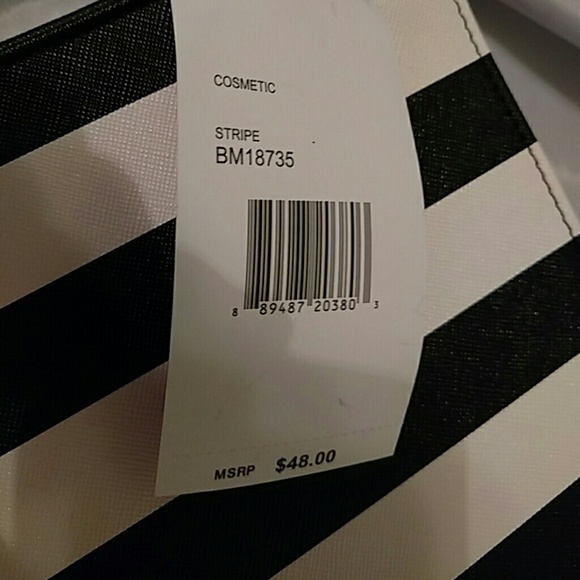 COSMETIC
STRIPE
BM18735
8 89487 20380 3
MSRP $48.00